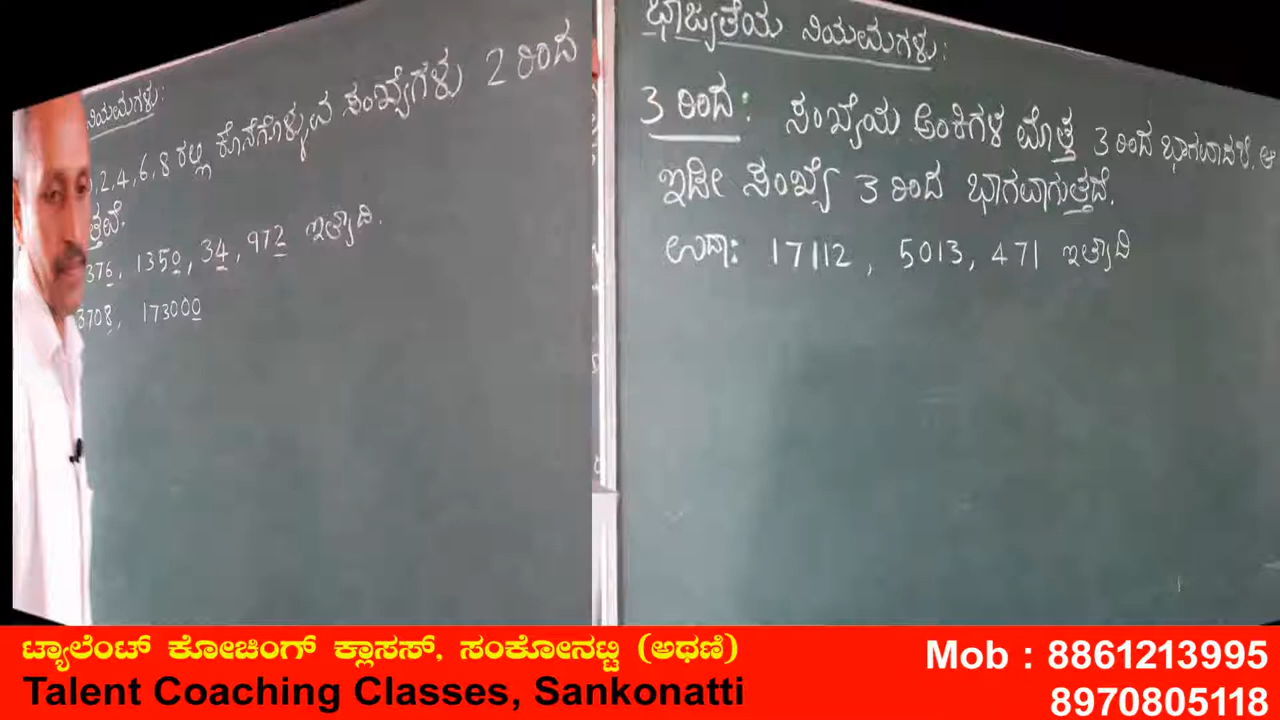 ನಿಯಮಗಳು:
,2,4,6,8 ರಲ್ಲಿ ಕೊನೆಗೊಳ್ಳುವ ಸಂಖ್ಯೆಗಳು 2 ರಿಂದ
376, 1350, 34, 972 ಇತ್ಯಾದಿ.
3708, 173000
ಭಾಜ್ಯತೆಯ ನಿಯಮಗಳು:
3 ರಿಂದ: ಸಂಖ್ಯೆಯ ಅಂಕಿಗಳ ಮೊತ್ತ 3 ರಿಂದ ಭಾಗವಾದರೆ, ಆ
ಇಡೀ ಸಂಖ್ಯೆ 3 ರಿಂದ ಭಾಗವಾಗುತ್ತದೆ.
ಉದಾ: 17112, 5013, 471 ಇತ್ಯಾದಿ
ಟ್ಯಾಲೆಂಟ್ ಕೋಚಿಂಗ್ ಕ್ಲಾಸಸ್, ಸಂಕೋನಟ್ಟಿ (ಅಥಣಿ)
Talent Coaching Classes, Sankonatti
Mob : 8861213995
8970805118